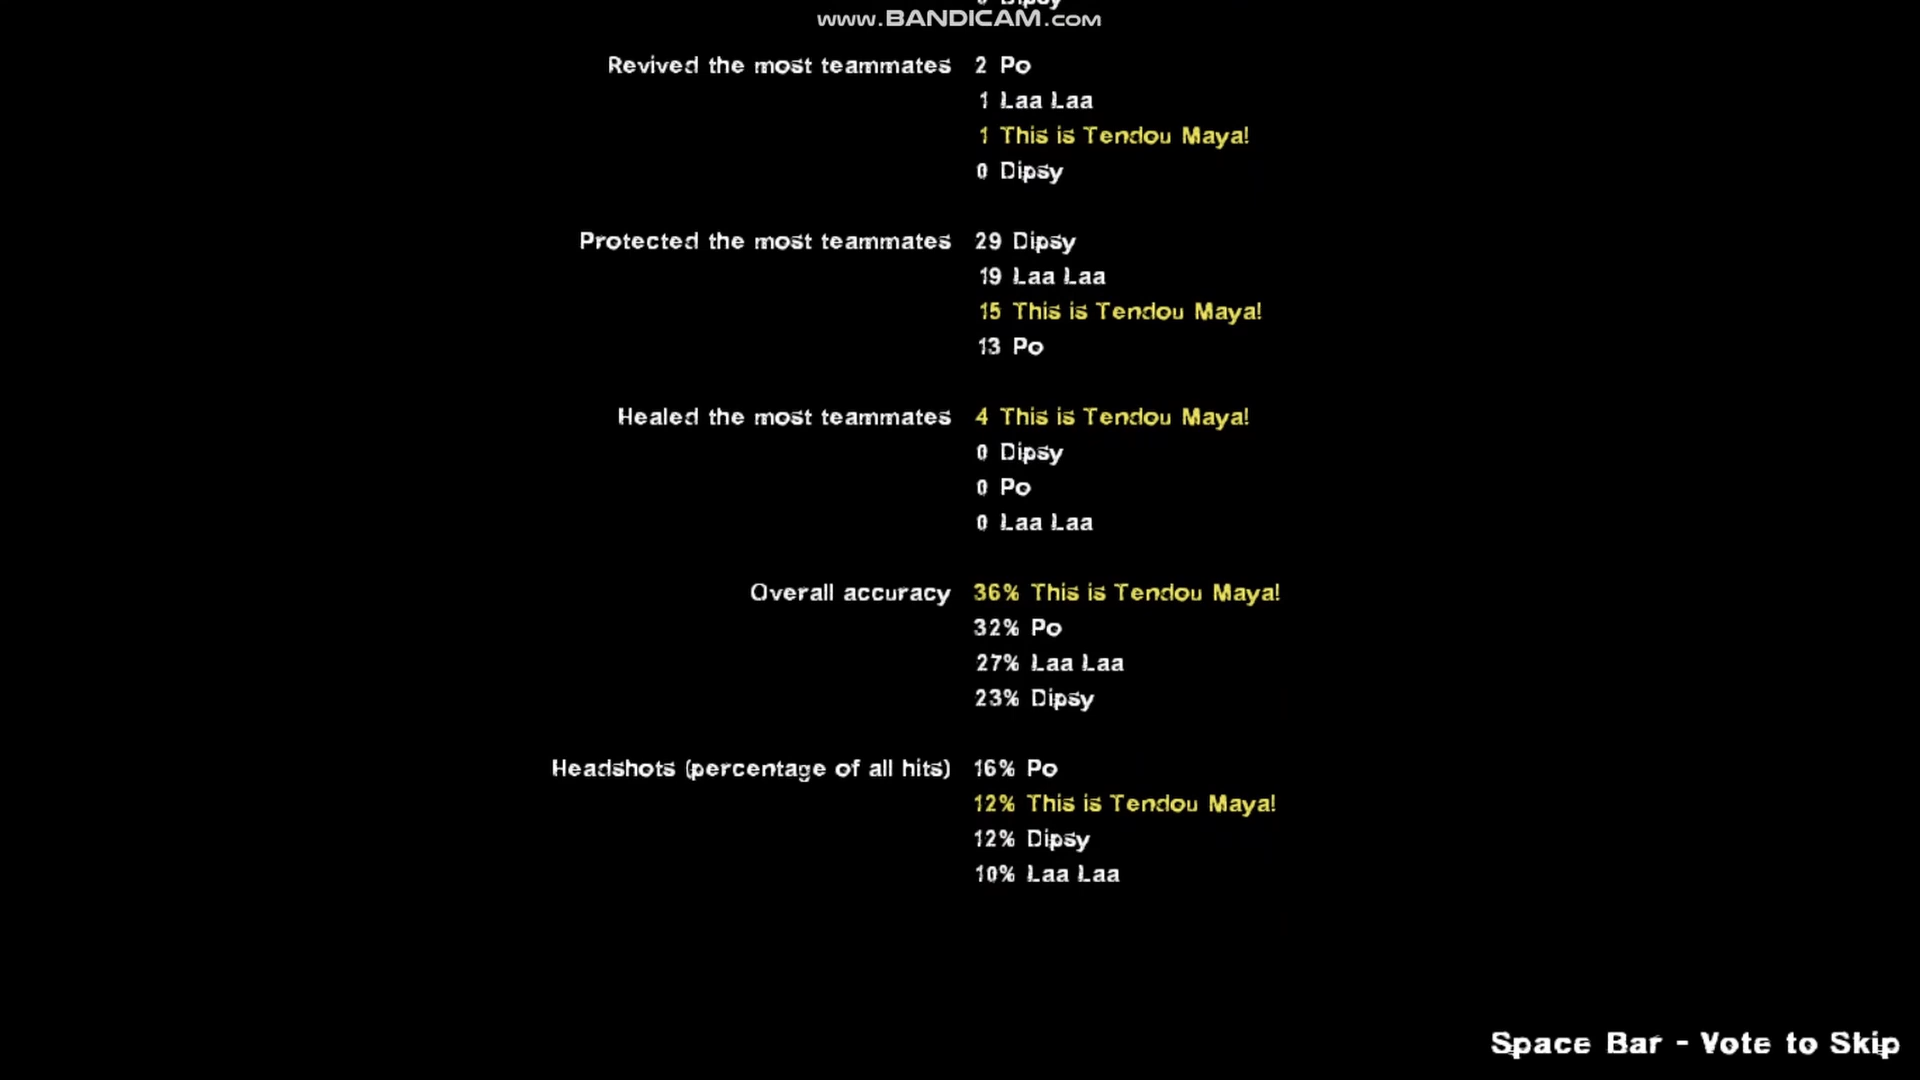 0 Dipsy
www.BANDICAM.com
Revived the most teammates 2 Po
1 Laa Laa
1 This is Tendou Maya!
0 Dipsy
Protected the most teammates 29 Dipsy
19 Laa Laa
15 This is Tendou Maya!
13 Po
Healed the most teammates 4 This is Tendou Maya!
0 Dipsy
0 Po
0 Laa Laa
Overall accuracy 36% This is Tendou Maya!
32% Po
27% Laa Laa
23% Dipsy
Headshots (percentage of all hits) 16% Po
12% This is Tendou Maya!
12% Dipsy
10% Laa Laa
Space Bar - Vote to Skip